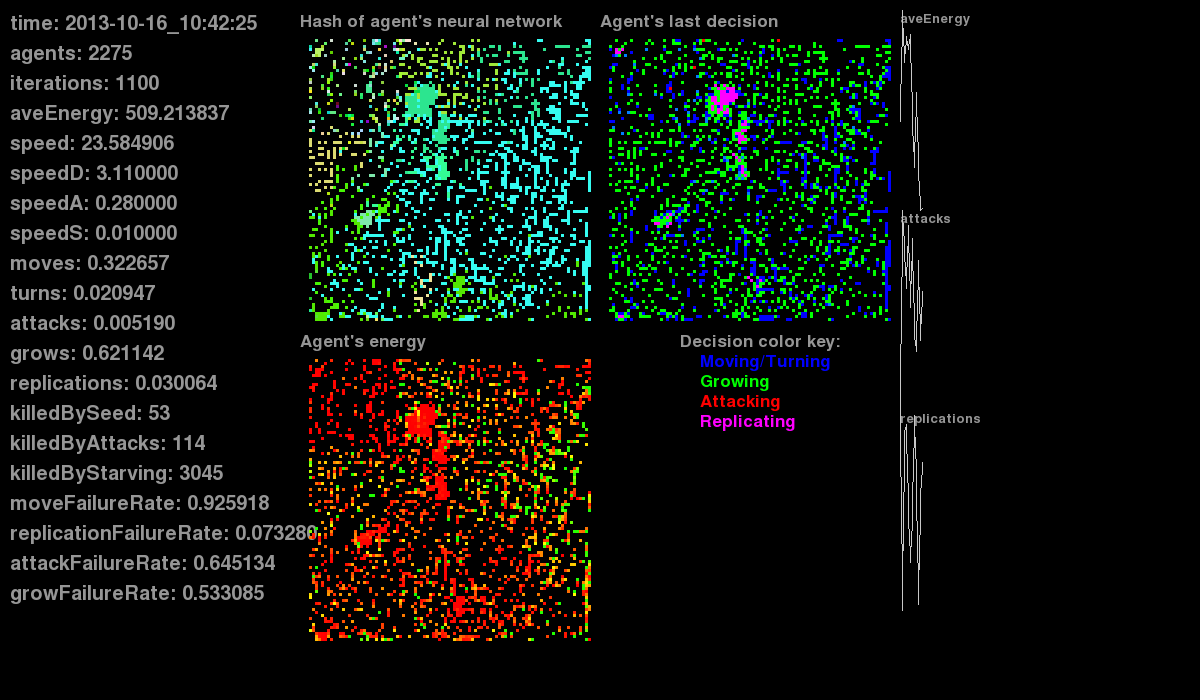 time: 2013-10-16_10:42:25
agents: 2275
iterations: 1100
aveEnergy: 509.213837
speed: 23.584906
speedD: 3.110000
speedA: 0.280000
speedS: 0.010000
moves: 0.322657
turns: 0.020947
attacks: 0.005190
grows: 0.621142
replications: 0.030064
killedBySeed: 53
killedByAttacks: 114
killedByStarving: 3045
moveFailureRate: 0.925918
replicationFailureRate: 0.073280
attackFailureRate: 0.645134
growFailureRate: 0.533085
Hash of agent's neural network
Agent's last decision
Agent's energy
Decision color key:
Moving/Turning
Growing
Attacking
Replicating
aveEnergy
attacks
replications